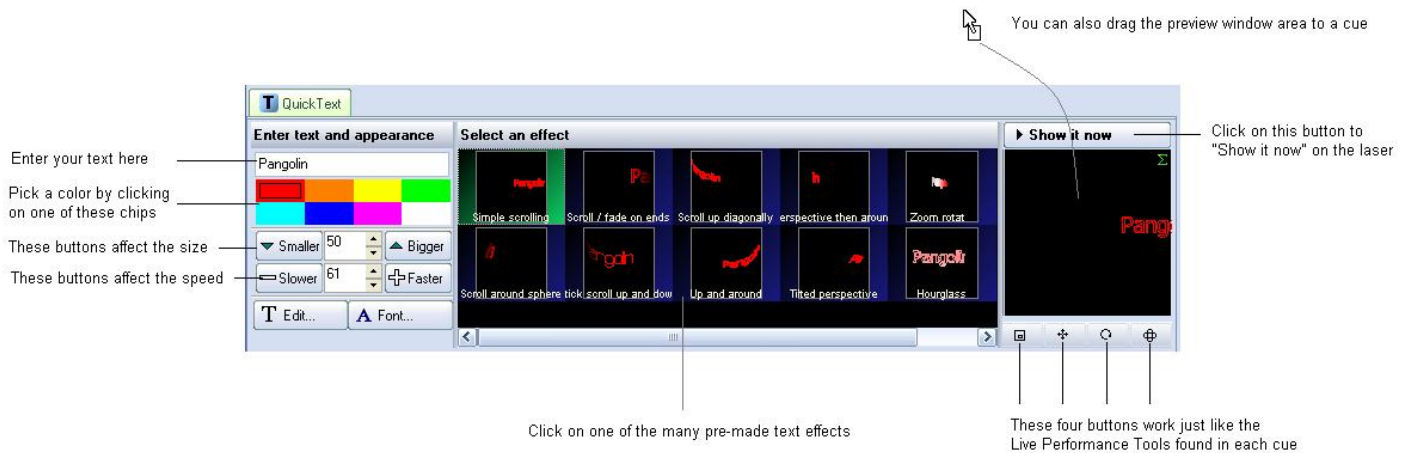 You can also drag the preview window area to a cue
T QuickText
Enter text and appearance
Select an effect
Show it now
Click on this button to
"Show it now" on the laser
Enter your text here
Pangolin
Pick a color by clicking
on one of these chips
These buttons affect the size
Smaller 50 Bigger
These buttons affect the speed
Slower 61 Faster
T Edit...
A Font...
Pangolin
Pa
h
Simple scrolling
Scroll / fade on ends
Scroll up diagonally
erspective then aroun
Zoom rotat
Scroll around sphere
tick scroll up and dow
Up and around
Tilted perspective
Hourglass
Σ
Pang
Click on one of the many pre-made text effects
These four buttons work just like the
Live Performance Tools found in each cue